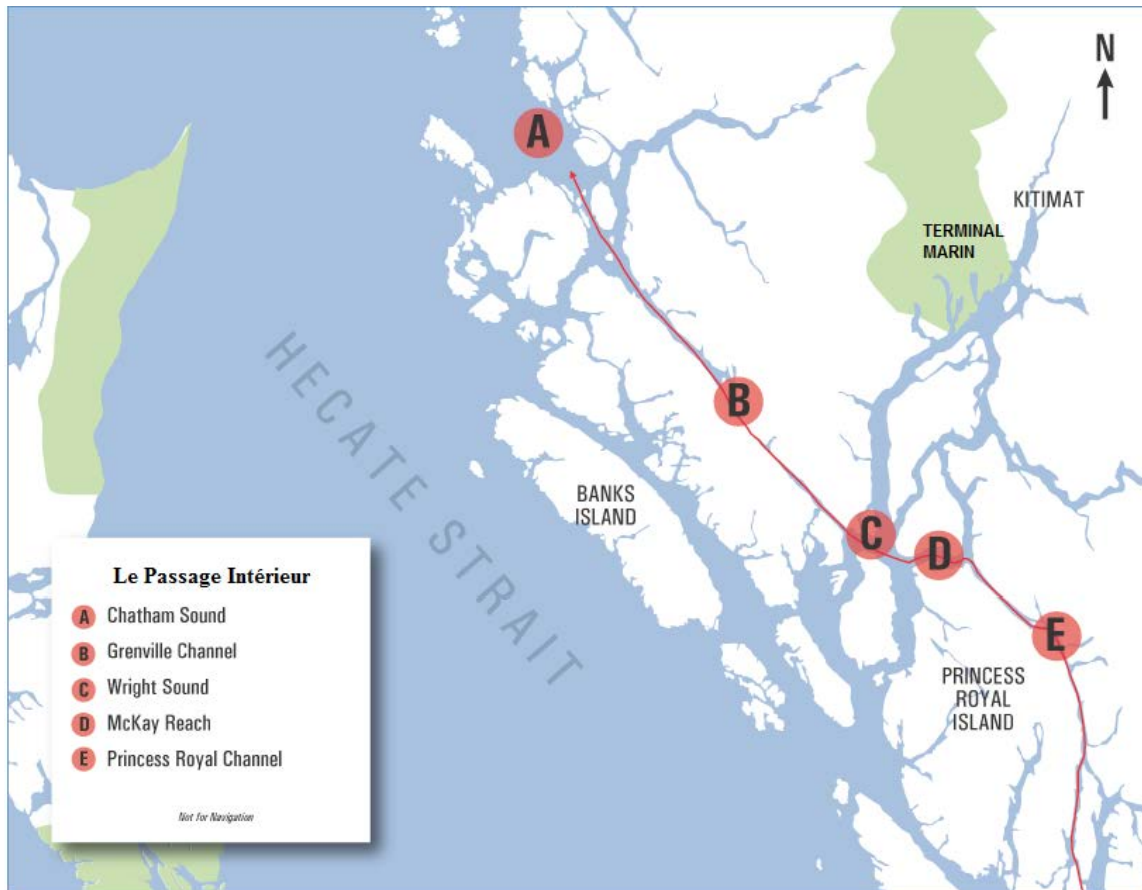 A
N
KITIMAT
TERMINAL
MARIN
B
HECATE STRAIT
BANKS
ISLAND
C
D
E
PRINCESS
ROYAL
ISLAND
Le Passage Intérieur
A Chatham Sound
B Grenville Channel
C Wright Sound
D McKay Reach
E Princess Royal Channel
Not for Navigation